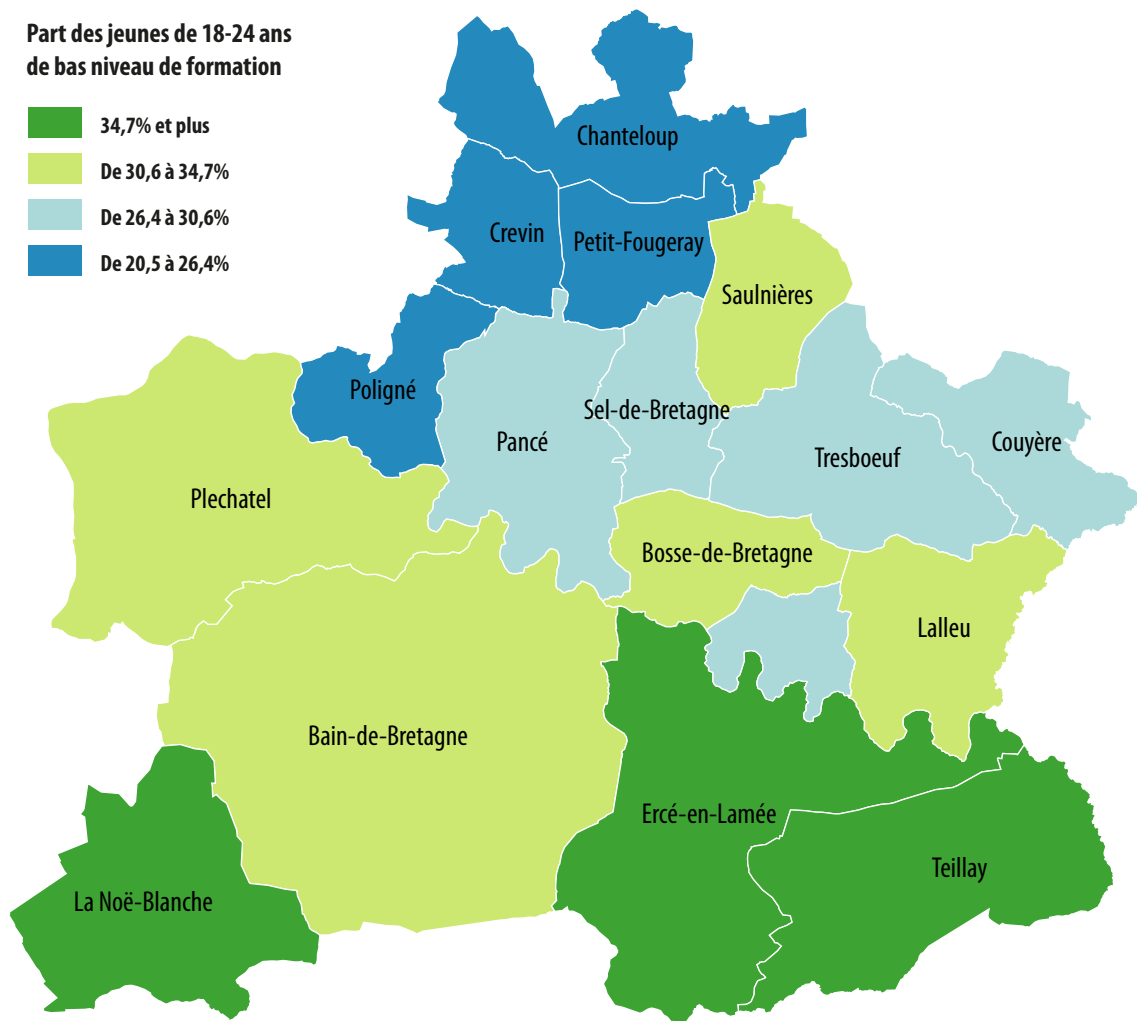 Part des jeunes de 18-24 ans
de bas niveau de formation
34,7% et plus
De 30,6 à 34,7%
De 26,4 à 30,6%
De 20,5 à 26,4%
Chanteloup
Crevin
Petit-Fougeray
Saulnières
Poligné
Sel-de-Bretagne
Pancé
Couyère
Tresboeuf
Plechatel
Bosse-de-Bretagne
Lalleu
Bain-de-Bretagne
Ercé-en-Lamée
Teillay
La Noë-Blanche